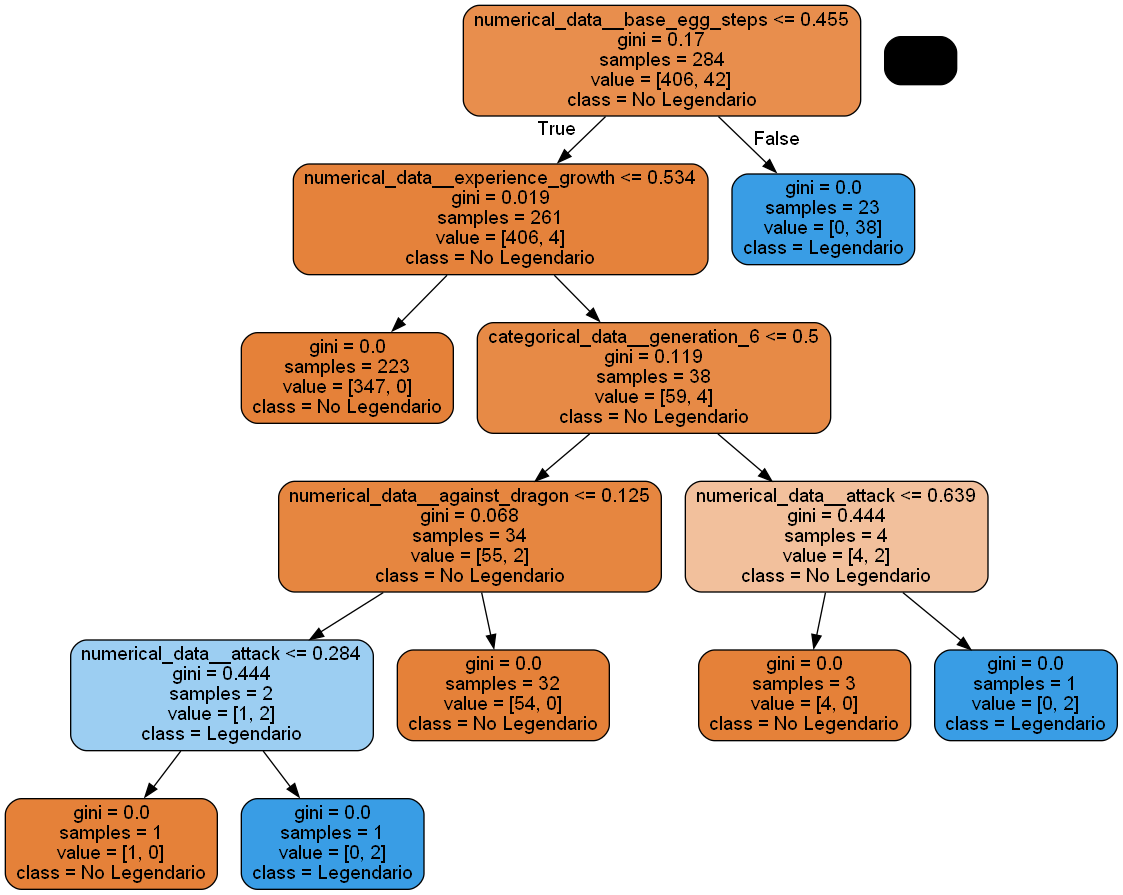 numerical_data__base_egg_steps <= 0.455
gini = 0.17
samples = 284
value = [406, 42]
class = No Legendario
True
False
numerical_data__experience_growth <= 0.534
gini = 0.019
samples = 261
value = [406, 4]
class = No Legendario
gini = 0.0
samples = 23
value = [0, 38]
class = Legendario
gini = 0.0
samples = 223
value = [347, 0]
class = No Legendario
categorical_data__generation_6 <= 0.5
gini = 0.119
samples = 38
value = [59, 4]
class = No Legendario
numerical_data__against_dragon <= 0.125
gini = 0.068
samples = 34
value = [55, 2]
class = No Legendario
numerical_data__attack <= 0.639
gini = 0.444
samples = 4
value = [4, 2]
class = No Legendario
numerical_data__attack <= 0.284
gini = 0.444
samples = 2
value = [1, 2]
class = Legendario
gini = 0.0
samples = 32
value = [54, 0]
class = No Legendario
gini = 0.0
samples = 3
value = [4, 0]
class = No Legendario
gini = 0.0
samples = 1
value = [0, 2]
class = Legendario
gini = 0.0
samples = 1
value = [1, 0]
class = No Legendario
gini = 0.0
samples = 1
value = [0, 2]
class = Legendario